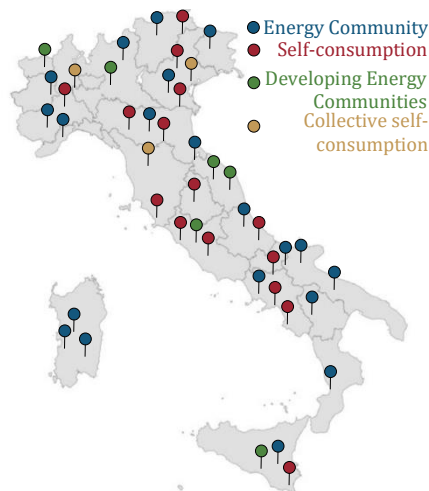 Energy Community
Self-consumption
Developing Energy
Communities
Collective self-
consumption